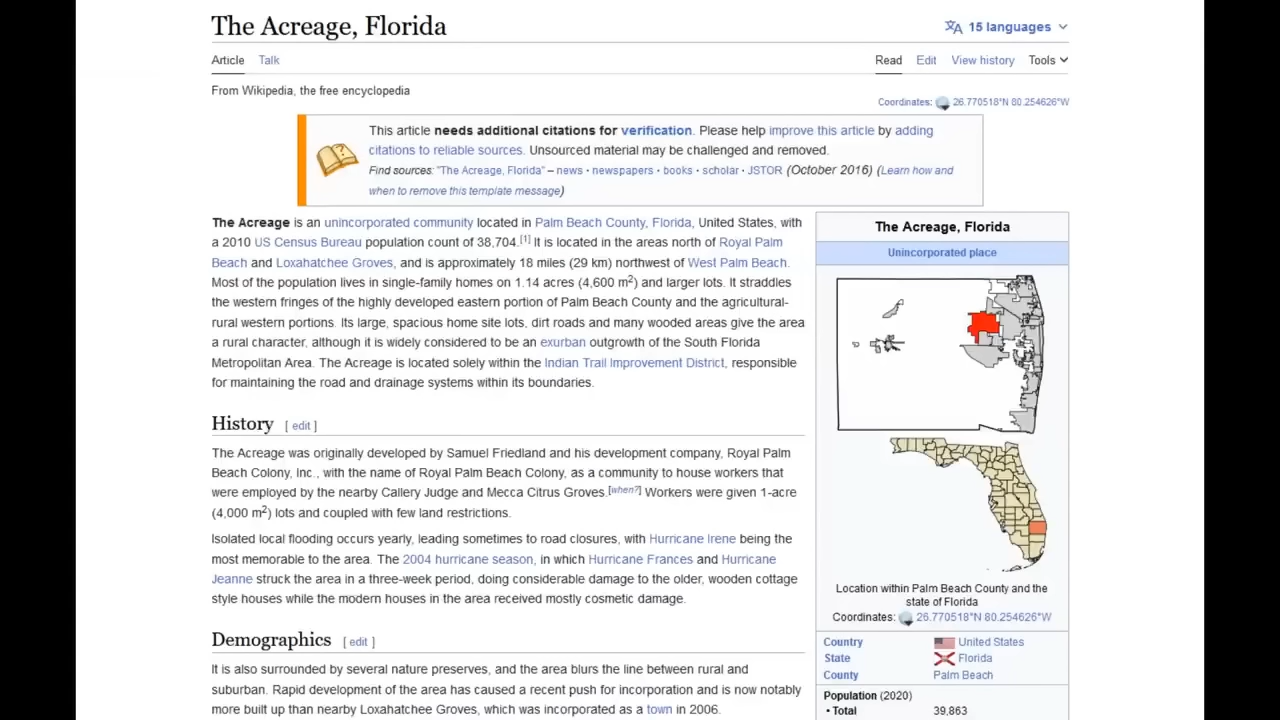 The Acreage, Florida
15 languages
Article Talk
Read Edit View history Tools
From Wikipedia, the free encyclopedia
Coordinates: 26.770518°N 80.254626°W
This article needs additional citations for verification. Please help improve this article by adding
citations to reliable sources. Unsourced material may be challenged and removed.
Find sources: "The Acreage, Florida" – news · newspapers · books · scholar · JSTOR (October 2016) (Learn how and
when to remove this template message)
The Acreage is an unincorporated community located in Palm Beach County, Florida, United States, with
a 2010 US Census Bureau population count of 38,704.[1] It is located in the areas north of Royal Palm
Beach and Loxahatchee Groves, and is approximately 18 miles (29 km) northwest of West Palm Beach.
Most of the population lives in single-family homes on 1.14 acres (4,600 m²) and larger lots. It straddles
the western fringes of the highly developed eastern portion of Palm Beach County and the agricultural-
rural western portions. Its large, spacious home site lots, dirt roads and many wooded areas give the area
a rural character, although it is widely considered to be an exurban outgrowth of the South Florida
Metropolitan Area. The Acreage is located solely within the Indian Trail Improvement District, responsible
for maintaining the road and drainage systems within its boundaries.
History [ edit ]
The Acreage was originally developed by Samuel Friedland and his development company, Royal Palm
Beach Colony, Inc., with the name of Royal Palm Beach Colony, as a community to house workers that
were employed by the nearby Callery Judge and Mecca Citrus Groves.[when?] Workers were given 1-acre
(4,000 m²) lots and coupled with few land restrictions.
Isolated local flooding occurs yearly, leading sometimes to road closures, with Hurricane Irene being the
most memorable to the area. The 2004 hurricane season, in which Hurricane Frances and Hurricane
Jeanne struck the area in a three-week period, doing considerable damage to the older, wooden cottage
style houses while the modern houses in the area received mostly cosmetic damage.
Demographics [ edit ]
It is also surrounded by several nature preserves, and the area blurs the line between rural and
suburban. Rapid development of the area has caused a recent push for incorporation and is now notably
more built up than nearby Loxahatchee Groves, which was incorporated as a town in 2006.
The Acreage, Florida
Unincorporated place
Location within Palm Beach County and the
state of Florida
Coordinates: 26.770518°N 80.254626°W
Country United States
State Florida
County Palm Beach
Population (2020)
• Total 39,863